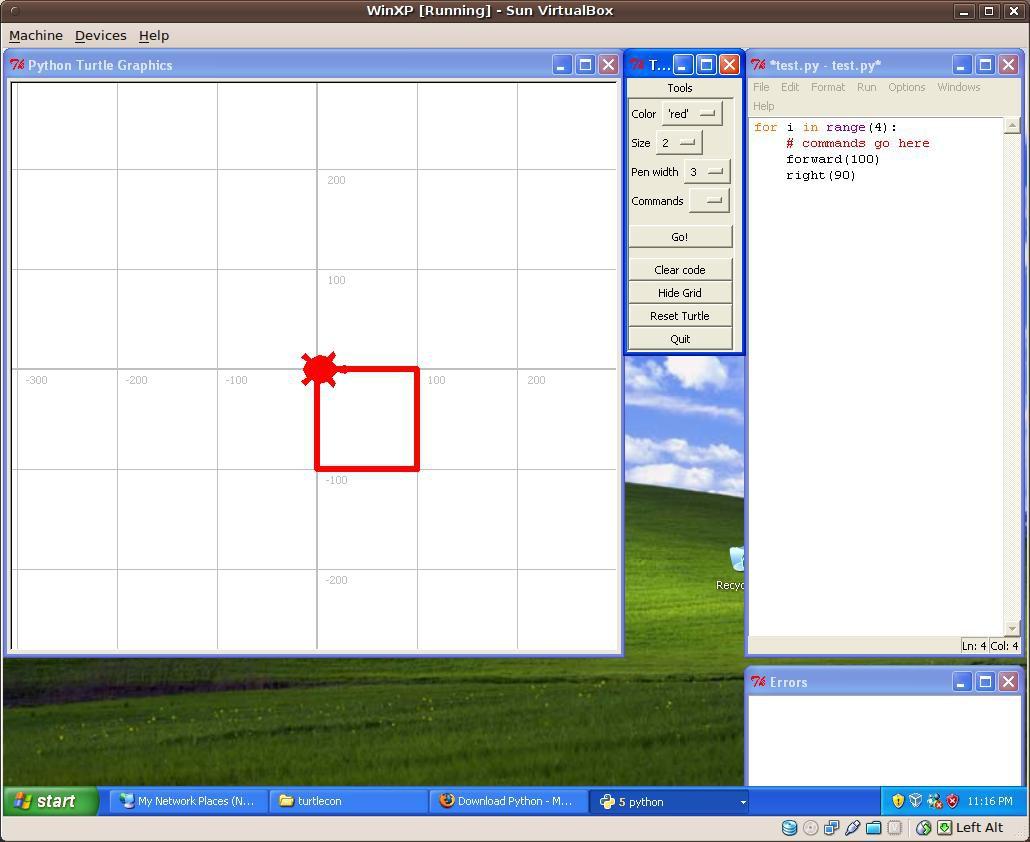 WinXP [Running] - Sun VirtualBox
Machine Devices Help
Python Turtle Graphics
200
100
-300 -200 -100 100 200
-100
-200
T...
Tools
Color 'red'
Size 2
Pen width 3
Commands
Go!
Clear code
Hide Grid
Reset Turtle
Quit
*test.py - test.py*
File Edit Format Run Options Windows
Help
for i in range(4):
# commands go here
forward(100)
right(90)
Ln: 4 Col: 4
Recyc
Errors
start My Network Places (N... turtlecon Download Python - M... 5 python 11:16 PM
Left Alt